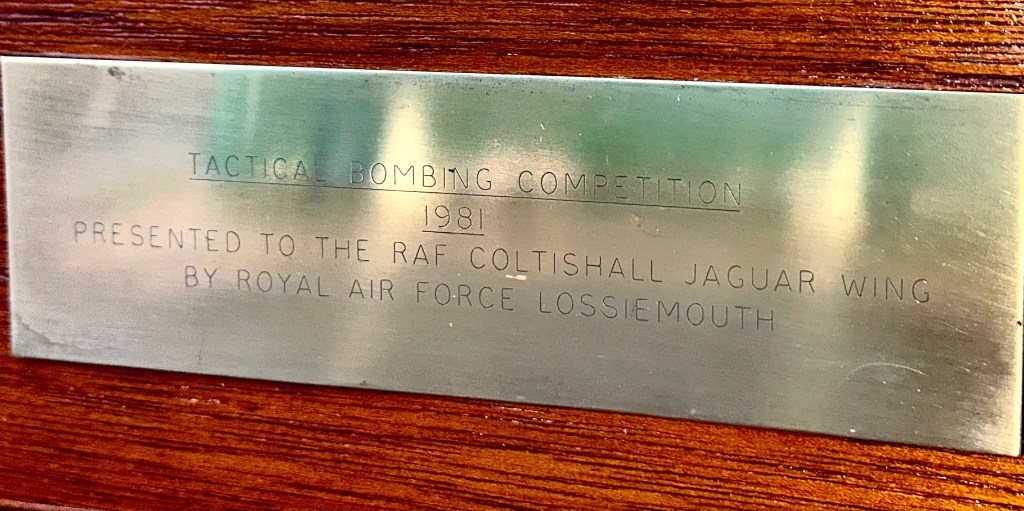 TACTICAL BOMBING COMPETITION
1981
PRESENTED TO THE RAF COLTISHALL JAGUAR WING
BY ROYAL AIR FORCE LOSSIEMOUTH